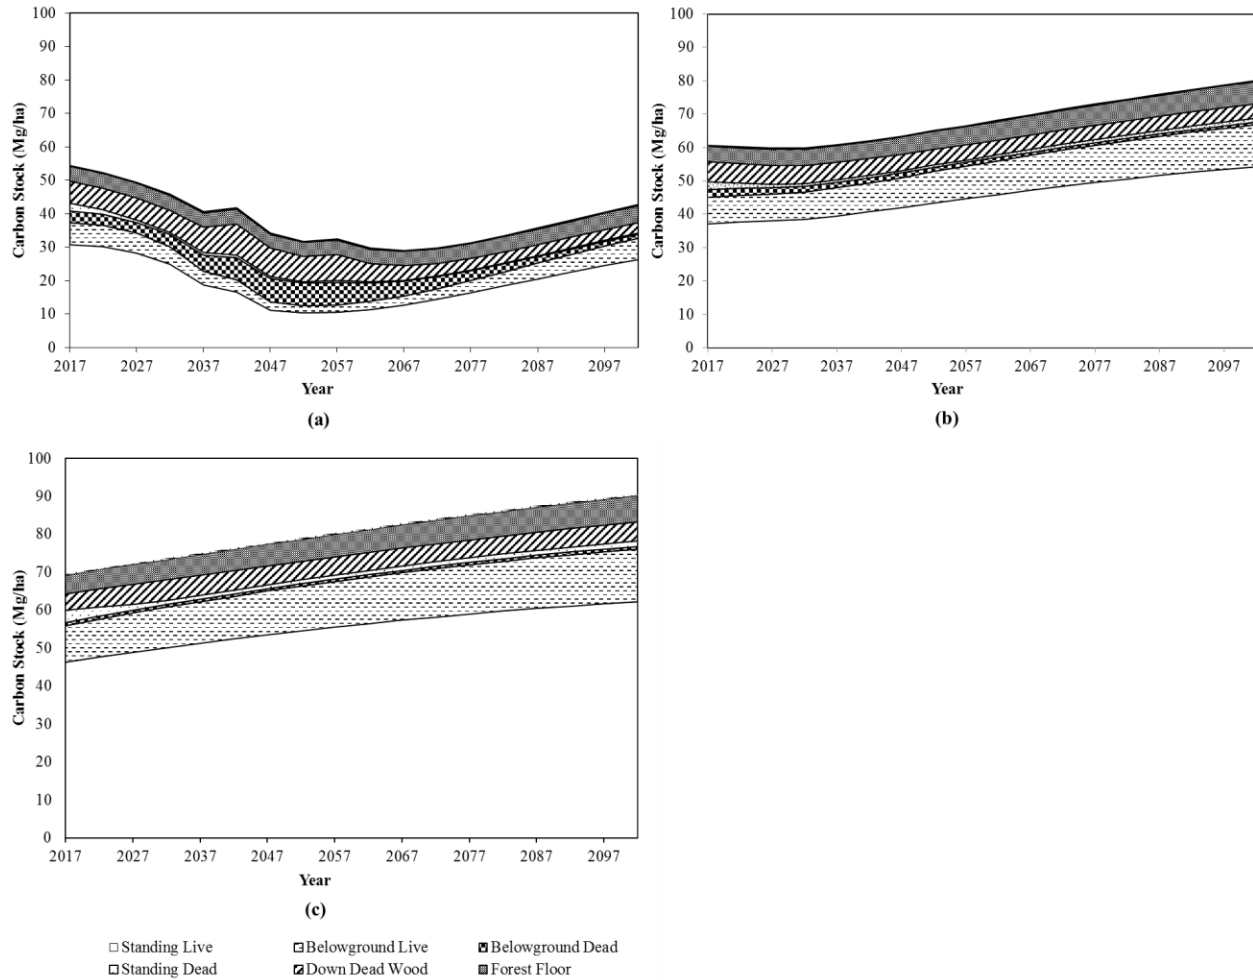 100
90
80
70
60
50
40
30
20
10
0
Carbon Stock (Mg/ha)
2017 2027 2037 2047 2057 2067 2077 2087 2097
Year
(a)
100
90
80
70
60
50
40
30
20
10
0
Carbon Stock (Mg/ha)
2017 2027 2037 2047 2057 2067 2077 2087 2097
Year
(b)
100
90
80
70
60
50
40
30
20
10
0
Carbon Stock (Mg/ha)
2017 2027 2037 2047 2057 2067 2077 2087 2097
Year
(c)
Standing Live Belowground Live Belowground Dead
Standing Dead Down Dead Wood Forest Floor